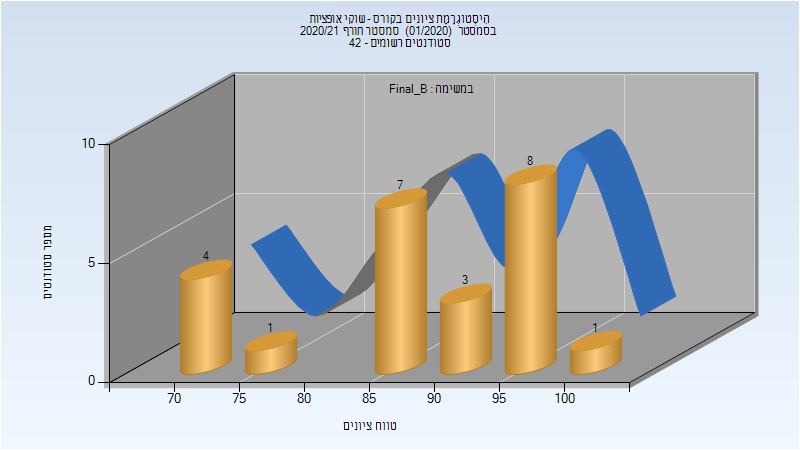 היסטוגרמת ציונים בקורס - שוקי אופציות
בסמסטר (01/2020) סמסטר חורף 2020/21
סטודנטים רשומים - 42
במשימה : Final_B
10
5
0
מספר סטודנטים
4
1
7
3
8
1
70
75
80
85
90
95
100
טווח ציונים